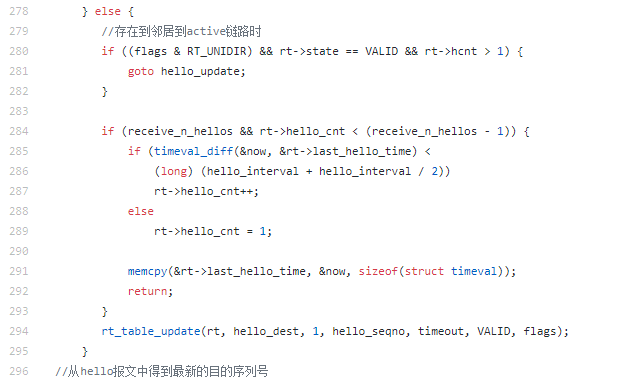 278 } else {
279 //存在到邻居到active链路时
280 if ((flags & RT_UNIDIR) && rt->state == VALID && rt->hcnt > 1) {
281 goto hello_update;
282 }
283
284 if (receive_n_hellos && rt->hello_cnt < (receive_n_hellos - 1)) {
285 if (timeval_diff(&now, &rt->last_hello_time) <
286 (long) (hello_interval + hello_interval / 2))
287 rt->hello_cnt++;
288 else
289 rt->hello_cnt = 1;
290
291 memcpy(&rt->last_hello_time, &now, sizeof(struct timeval));
292 return;
293 }
294 rt_table_update(rt, hello_dest, 1, hello_seqno, timeout, VALID, flags);
295 }
296 //从hello报文中得到最新的目的序列号